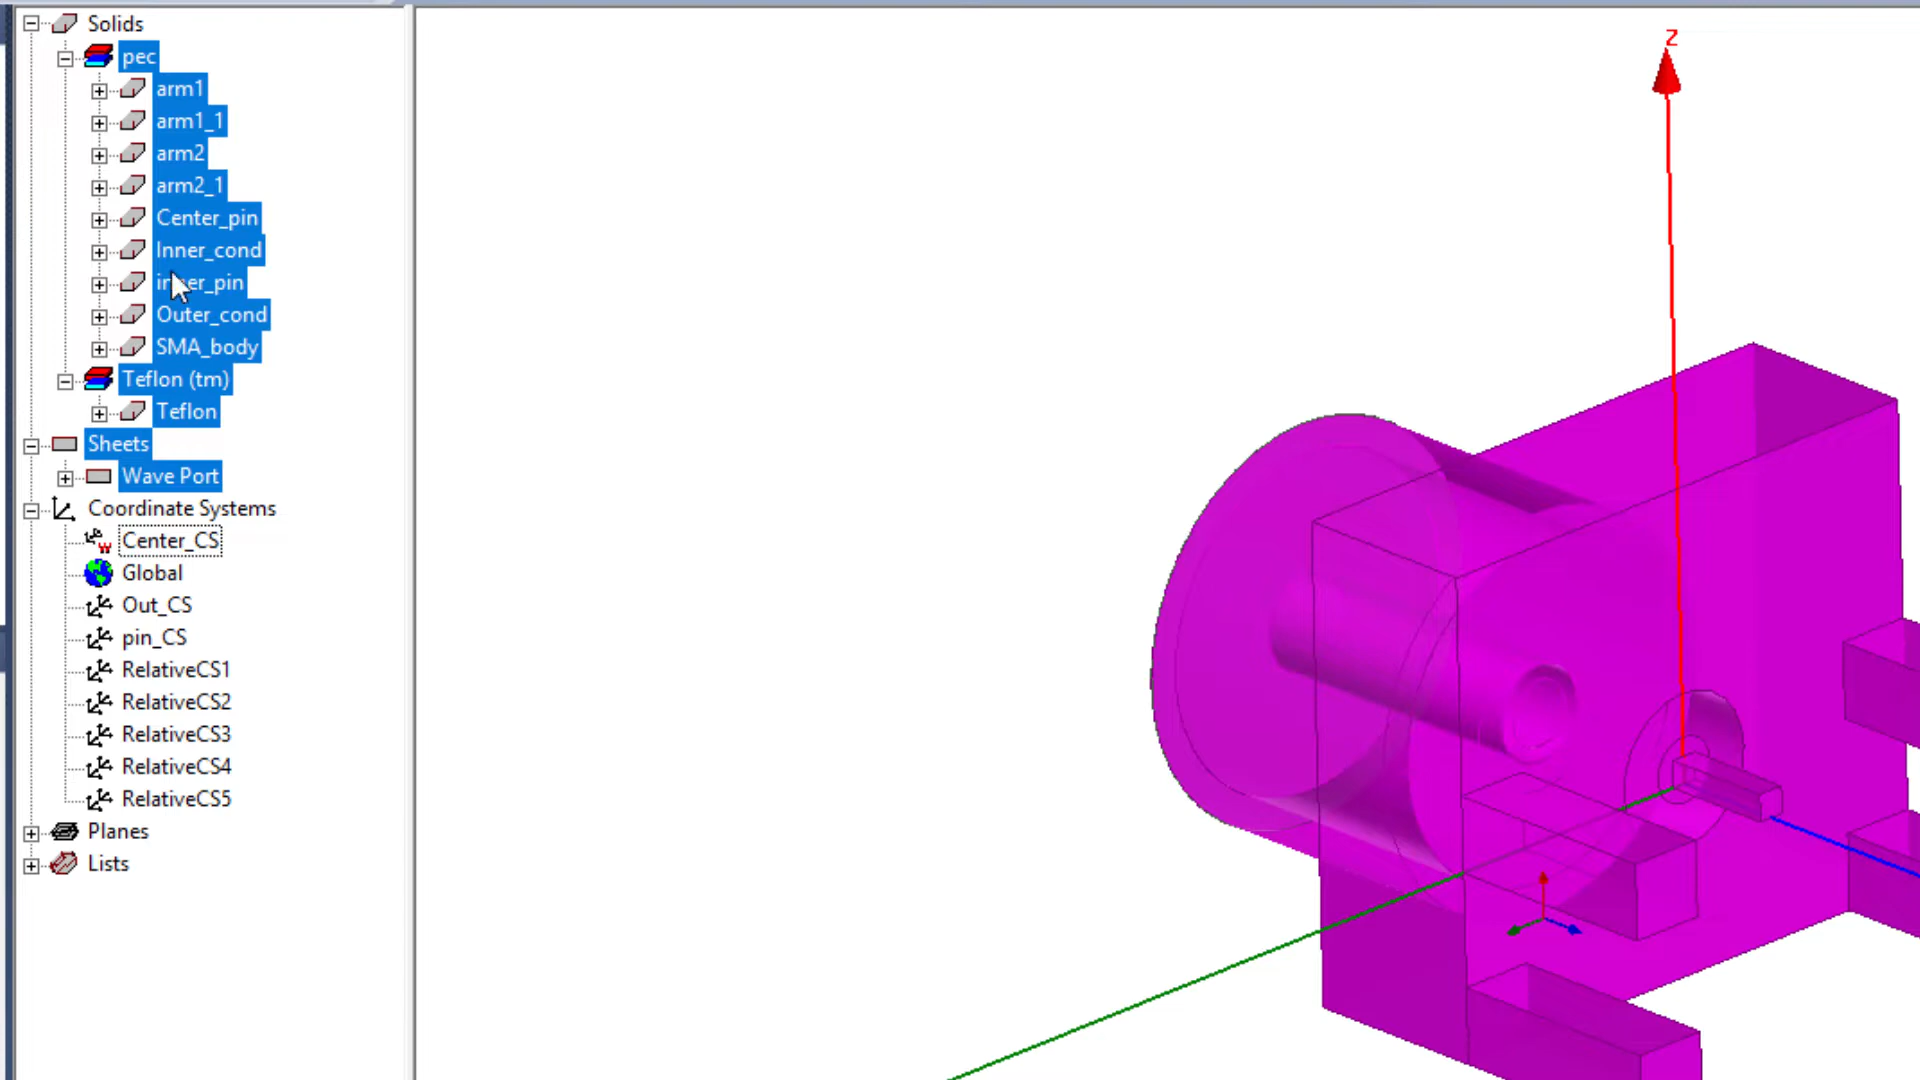 Solids
pec
arm1
arm1_1
arm2
arm2_1
Center_pin
Inner_cond
inner_pin
Outer_cond
SMA_body
Teflon (tm)
Teflon
Sheets
Wave Port
Coordinate Systems
Center_CS
Global
Out_CS
pin_CS
RelativeCS1
RelativeCS2
RelativeCS3
RelativeCS4
RelativeCS5
Planes
Lists
Z